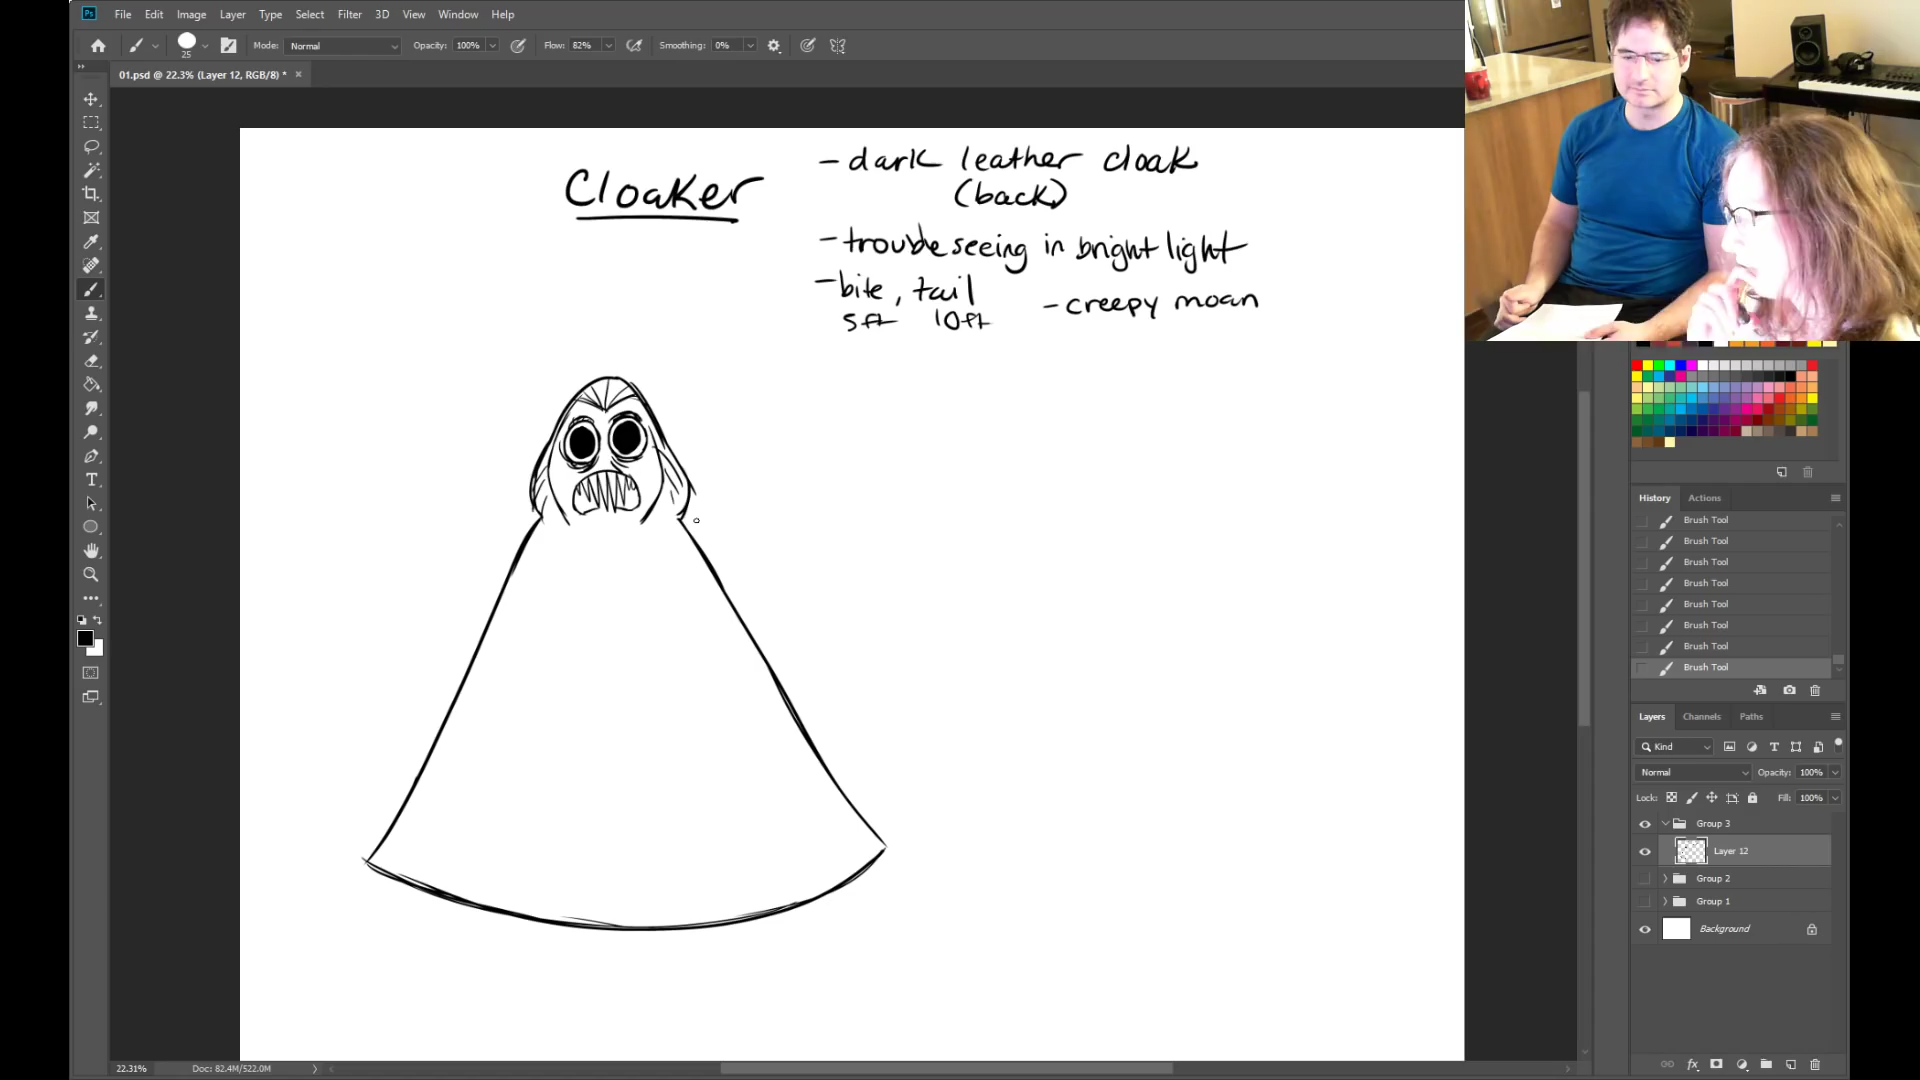 File Edit Image Layer Type Select Filter 3D View Window Help
25 Mode: Normal Opacity: 100% Flow: 82% Smoothing: 0%
01.psd @ 22.3% (Layer 12, RGB/8) *
Cloaker
- dark leather cloak
(back)
- trouble seeing in bright light
- bite, tail
5ft 10ft
- creepy moan
History Actions
Brush Tool
Brush Tool
Brush Tool
Brush Tool
Brush Tool
Brush Tool
Brush Tool
Brush Tool
Layers Channels Paths
Kind
Normal Opacity: 100%
Lock: Fill: 100%
Group 3
Layer 12
Group 2
Group 1
Background
22.31% Doc: 82.4M/522.0M